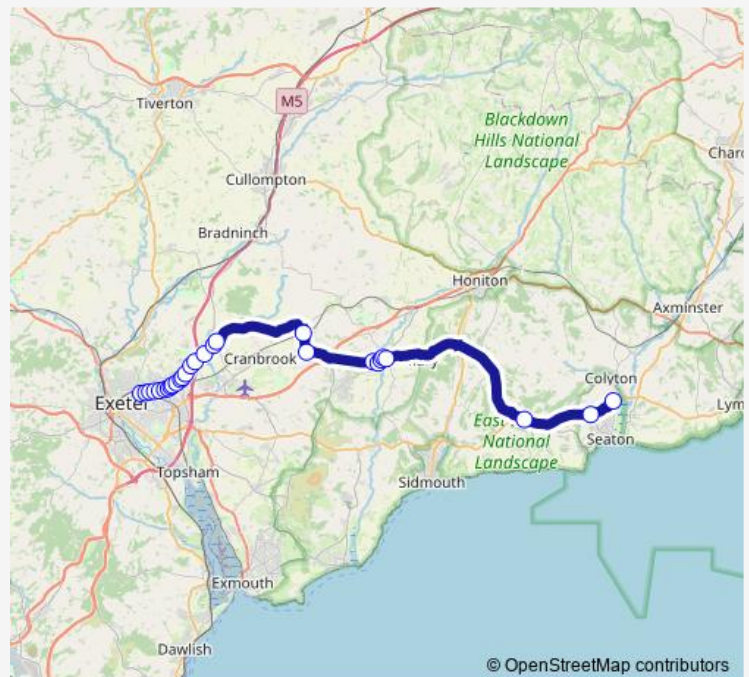 Tiverton
M5
Blackdown
Hills National
Landscape
Chard
Cullompton
Bradninch
Honiton
Axminster
Cranbrook
Colyton
Exeter
Lym
East
National
Landscape
Seaton
Topsham
Sidmouth
Exmouth
Dawlish
© OpenStreetMap contributors